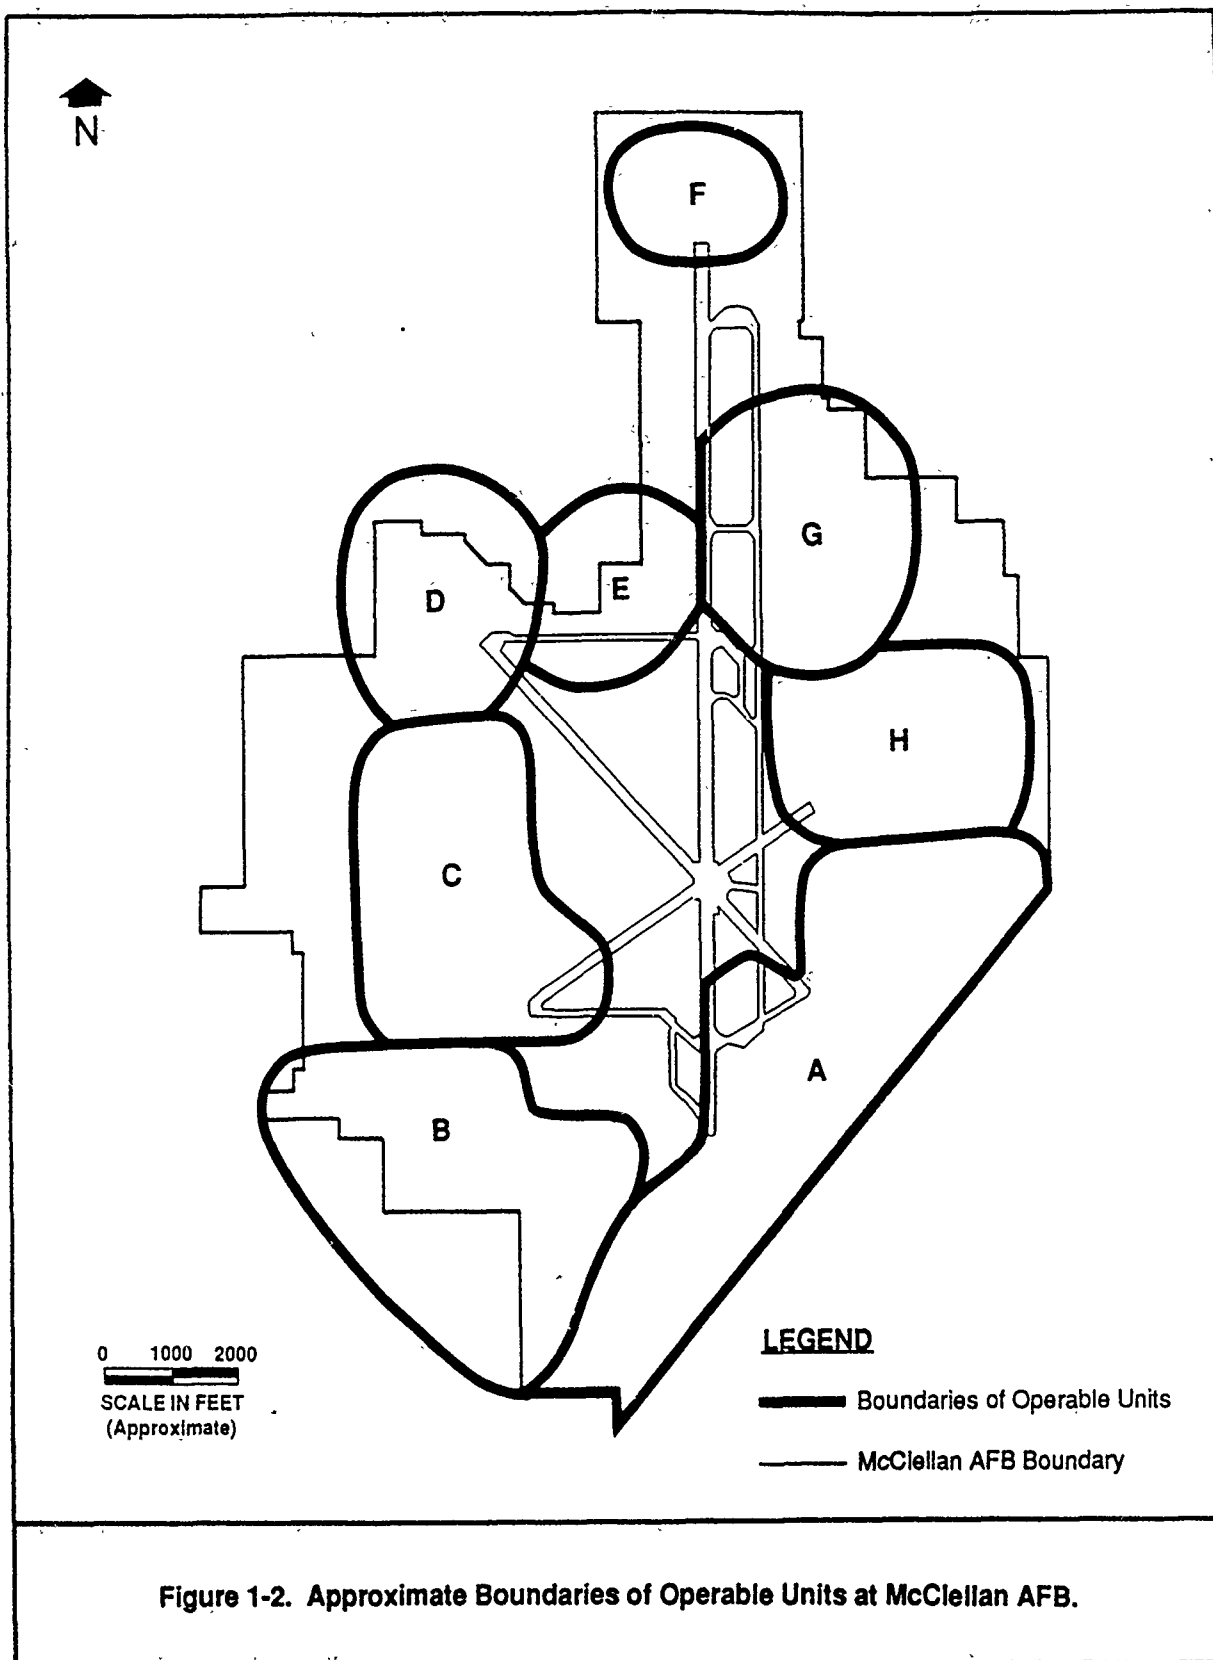 N
F
G
E
D
H
C
A
B
LEGEND
0 1000 2000
SCALE IN FEET
(Approximate)
Boundaries of Operable Units
McClellan AFB Boundary
Figure 1-2. Approximate Boundaries of Operable Units at McClellan AFB.